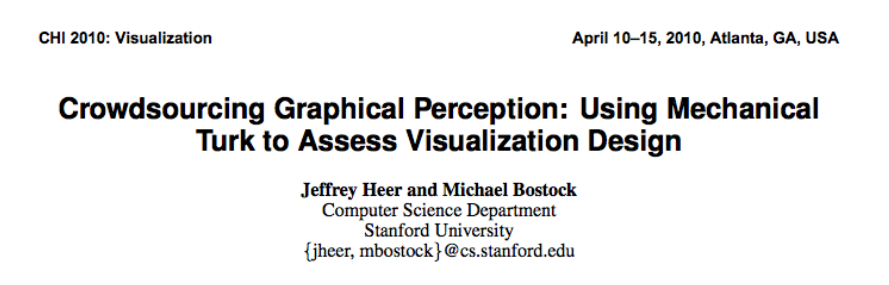 CHI 2010: Visualization April 10–15, 2010, Atlanta, GA, USA
Crowdsourcing Graphical Perception: Using Mechanical
Turk to Assess Visualization Design
Jeffrey Heer and Michael Bostock
Computer Science Department
Stanford University
{jheer, mbostock}@cs.stanford.edu